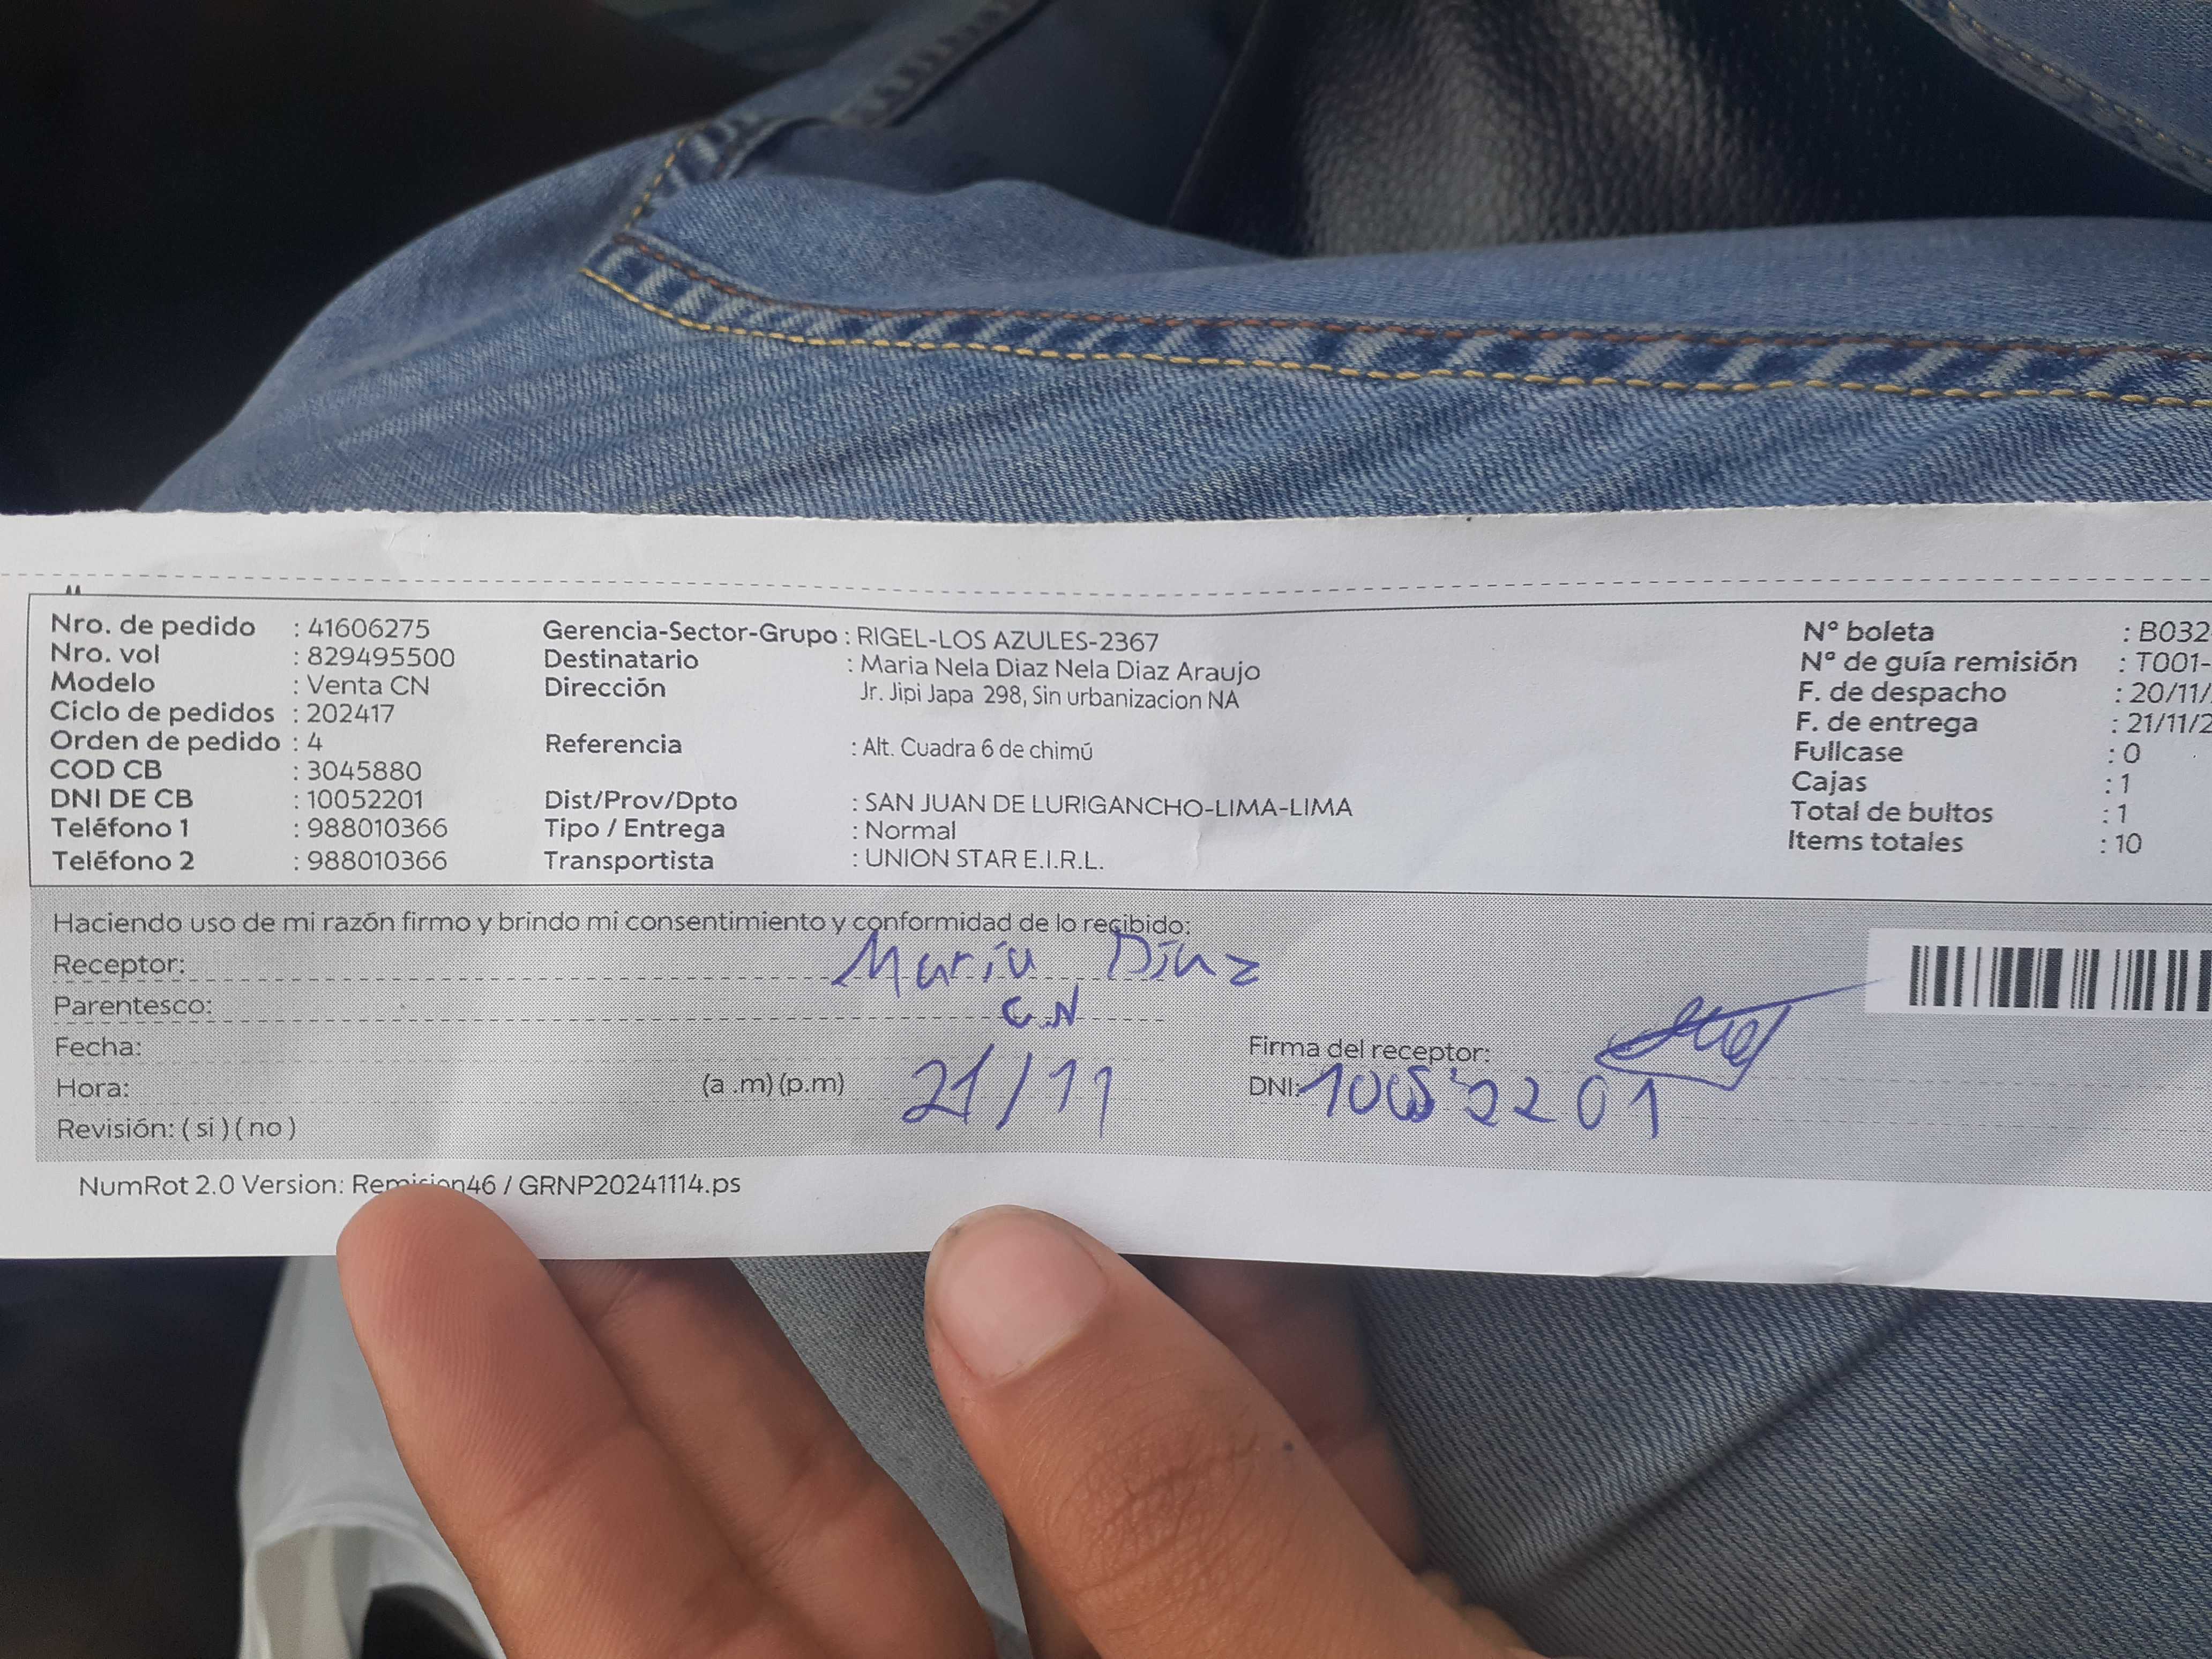 Nro. de pedido : 41606275
Nro. vol : 829495500
Modelo : Venta CN
Ciclo de pedidos : 202417
Orden de pedido : 4
COD CB : 3045880
DNI DE CB : 10052201
Teléfono 1 : 988010366
Teléfono 2 : 988010366
Gerencia-Sector-Grupo : RIGEL-LOS AZULES-2367
Destinatario : Maria Nela Diaz Nela Diaz Araujo
Dirección Jr. Jipi Japa 298, Sin urbanizacion NA
Referencia : Alt. Cuadra 6 de chimú
Dist/Prov/Dpto : SAN JUAN DE LURIGANCHO-LIMA-LIMA
Tipo / Entrega : Normal
Transportista : UNION STAR E.I.R.L.
N° boleta : B032
N° de guía remisión : T001-
F. de despacho : 20/11/
F. de entrega : 21/11/2
Fullcase : 0
Cajas : 1
Total de bultos : 1
Items totales : 10
Haciendo uso de mi razón firmo y brindo mi consentimiento y conformidad de lo recibido:
Receptor: María Díaz
Parentesco: C.N
Fecha:
Firma del receptor:
Hora: (a .m) (p.m) 21/11
DNI: 10052201
Revisión: ( si ) ( no )
NumRot 2.0 Version: Remision46 / GRNP20241114.ps